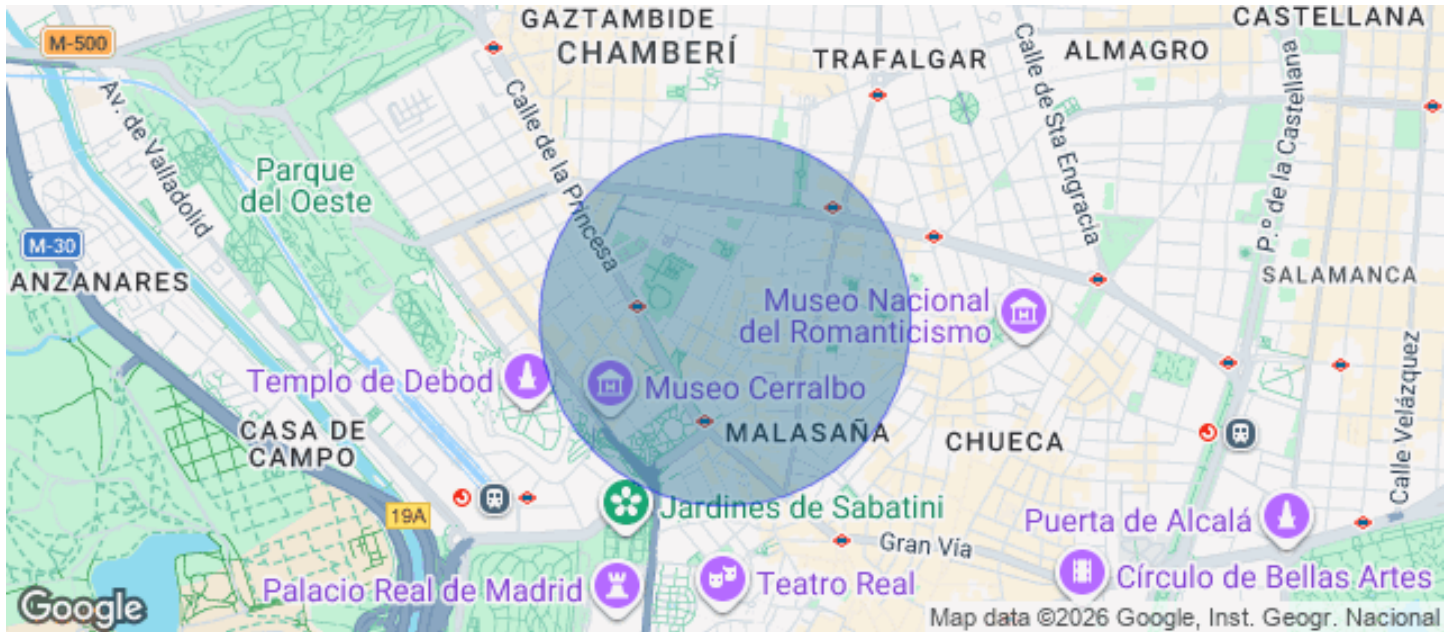 GAZTAMBIDE
CHAMBERÍ
TRAFALGAR
ALMAGRO
CASTELLANA
M-500
Av. de Valladolid
Calle de la Princesa
Calle de Sta Engracia
P.º de la Castellana
Parque
del Oeste
M-30
ANZANARES
SALAMANCA
Museo Nacional
del Romanticismo
Templo de Debod
Museo Cerralbo
Calle Velázquez
CASA DE
CAMPO
MALASAÑA
CHUECA
19A
Jardines de Sabatini
Puerta de Alcalá
Gran Vía
Palacio Real de Madrid
Teatro Real
Círculo de Bellas Artes
Google
Map data ©2026 Google, Inst. Geogr. Nacional